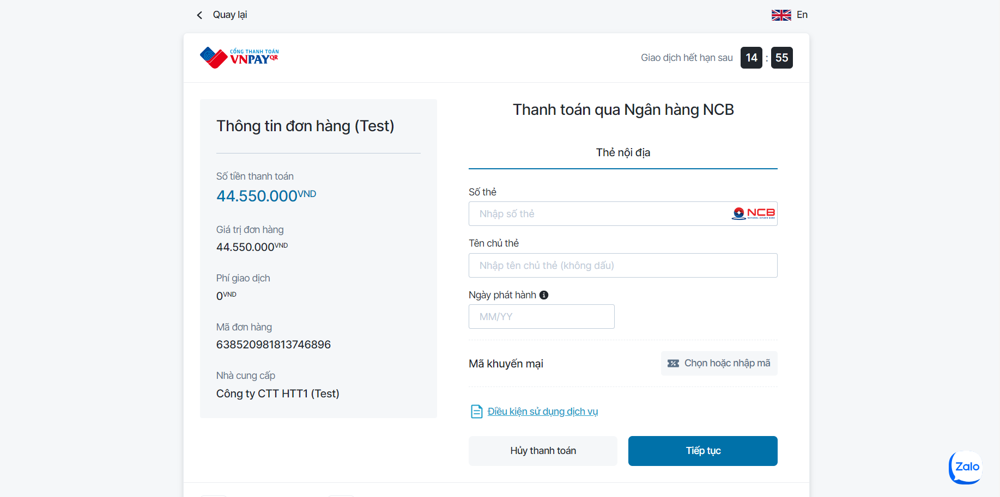 Quay lại
En
CỔNG THANH TOÁN
VNPAYQR
Giao dịch hết hạn sau 14 : 55
Thông tin đơn hàng (Test)
Số tiền thanh toán
44.550.000VND
Giá trị đơn hàng
44.550.000VND
Phí giao dịch
0VND
Mã đơn hàng
638520981813746896
Nhà cung cấp
Công ty CTT HTT1 (Test)
Thanh toán qua Ngân hàng NCB
Thẻ nội địa
Số thẻ
Nhập số thẻ
NCB
NATIONAL CITIZEN BANK
Tên chủ thẻ
Nhập tên chủ thẻ (không dấu)
Ngày phát hành
MM/YY
Mã khuyến mại
Chọn hoặc nhập mã
Điều kiện sử dụng dịch vụ
Hủy thanh toán
Tiếp tục
Zalo